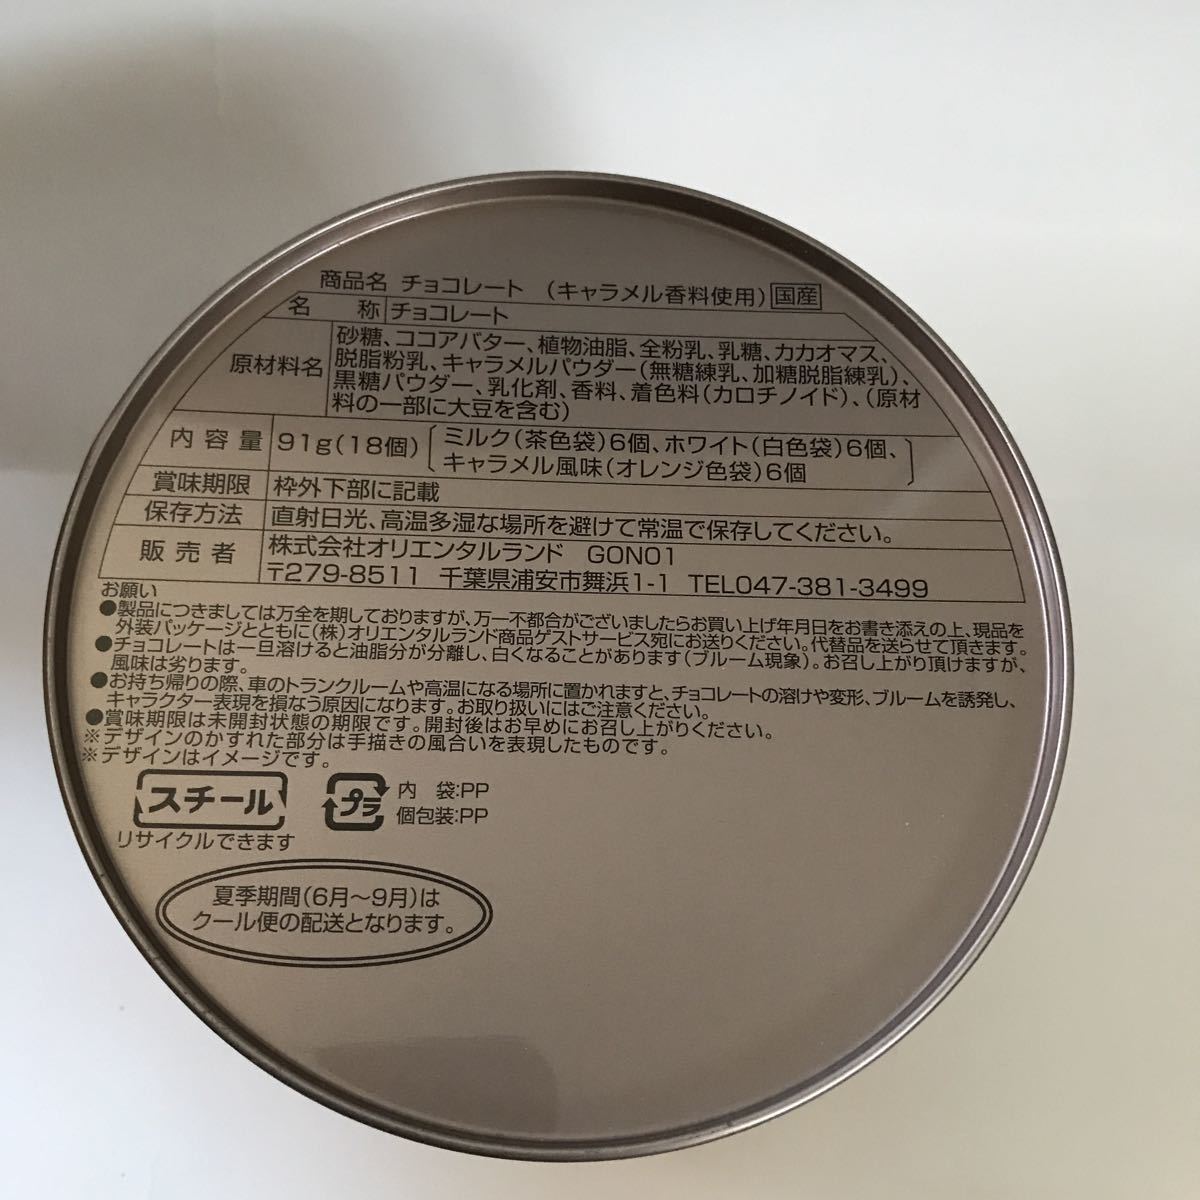 商品名 チョコレート (キャラメル香料使用) 国産
名 称 チョコレート
原材料名 砂糖、ココアバター、植物油脂、全粉乳、乳糖、カカオマス、
脱脂粉乳、キャラメルパウダー(無糖練乳、加糖脱脂練乳)、
黒糖パウダー、乳化剤、香料、着色料(カロチノイド)、(原材
料の一部に大豆を含む)
内容量 91g(18個) ミルク(茶色袋)6個、ホワイト(白色袋)6個、
キャラメル風味(オレンジ色袋)6個
賞味期限 枠外下部に記載
保存方法 直射日光、高温多湿な場所を避けて常温で保存してください。
販売者 株式会社オリエンタルランド GON01
〒279-8511 千葉県浦安市舞浜1-1 TEL047-381-3499
お願い
●製品につきましては万全を期しておりますが、万一不都合がございましたらお買い上げ年月日をお書き添えの上、現品を
外装パッケージとともに(株)オリエンタルランド商品ゲストサービス宛にお送りください。代替品を送らせて頂きます。
●チョコレートは一旦溶けると油脂分が分離し、白くなることがあります(ブルーム現象)。お召し上がり頂けますが、
風味は劣ります。
●お持ち帰りの際、車のトランクルームや高温になる場所に置かれますと、チョコレートの溶けや変形、ブルームを誘発し、
キャラクター表現を損なう原因になります。お取り扱いにはご注意ください。
●賞味期限は未開封状態の期限です。開封後はお早めにお召し上がりください。
※デザインのかすれた部分は手描きの風合いを表現したものです。
※デザインはイメージです。
スチール プラ 内 袋:PP
個包装:PP
リサイクルできます
夏季期間(6月～9月)は
クール便の配送となります。